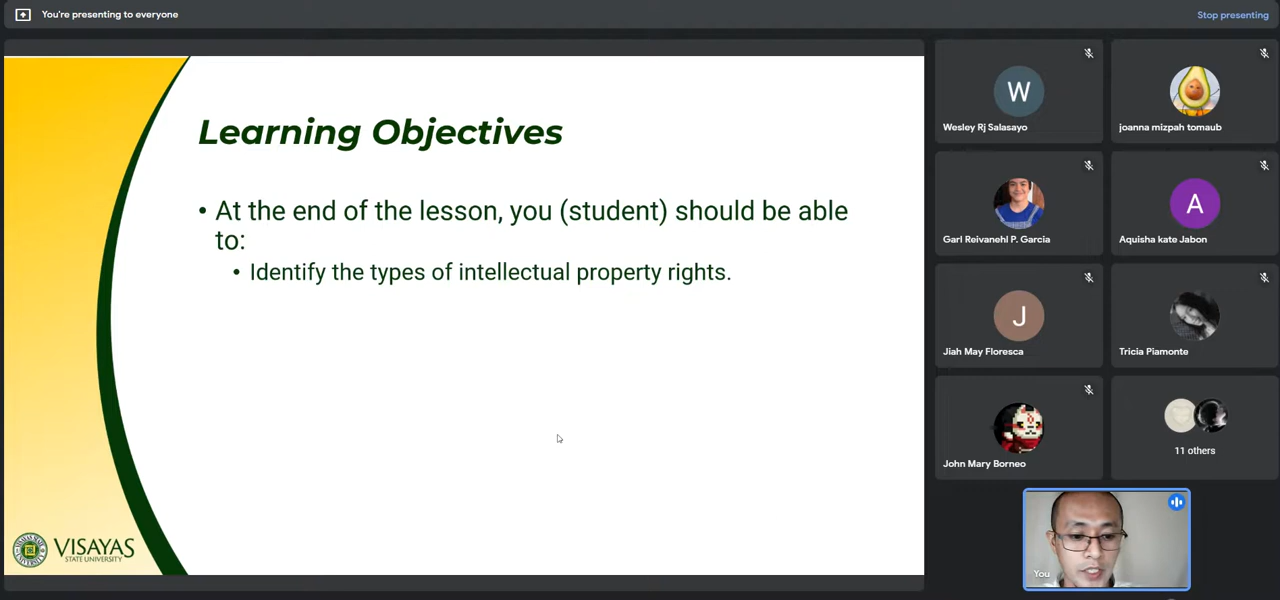 You're presenting to everyone
Stop presenting
Learning Objectives
• At the end of the lesson, you (student) should be able
to:
• Identify the types of intellectual property rights.
VISAYAS
STATE UNIVERSITY
W
Wesley Rj Salasayo
joanna mizpah tomaub
Garl Reivanehl P. Garcia
A
Aquisha kate Jabon
J
Jiah May Floresca
Tricia Piamonte
John Mary Borneo
11 others
You